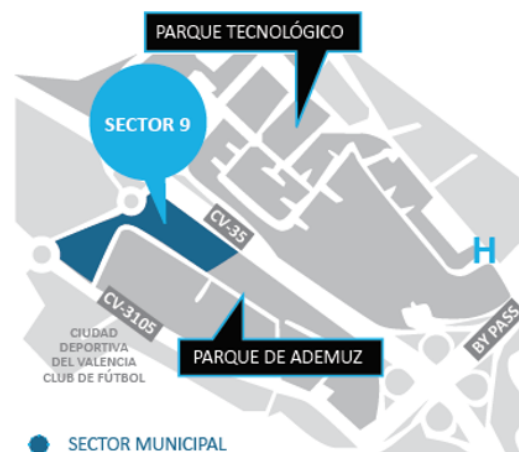 PARQUE TECNOLÓGICO
SECTOR 9
CV-35
H
CV-3105
BY PASS
CIUDAD
DEPORTIVA
DEL VALENCIA
CLUB DE FÚTBOL
PARQUE DE ADEMUZ
SECTOR MUNICIPAL